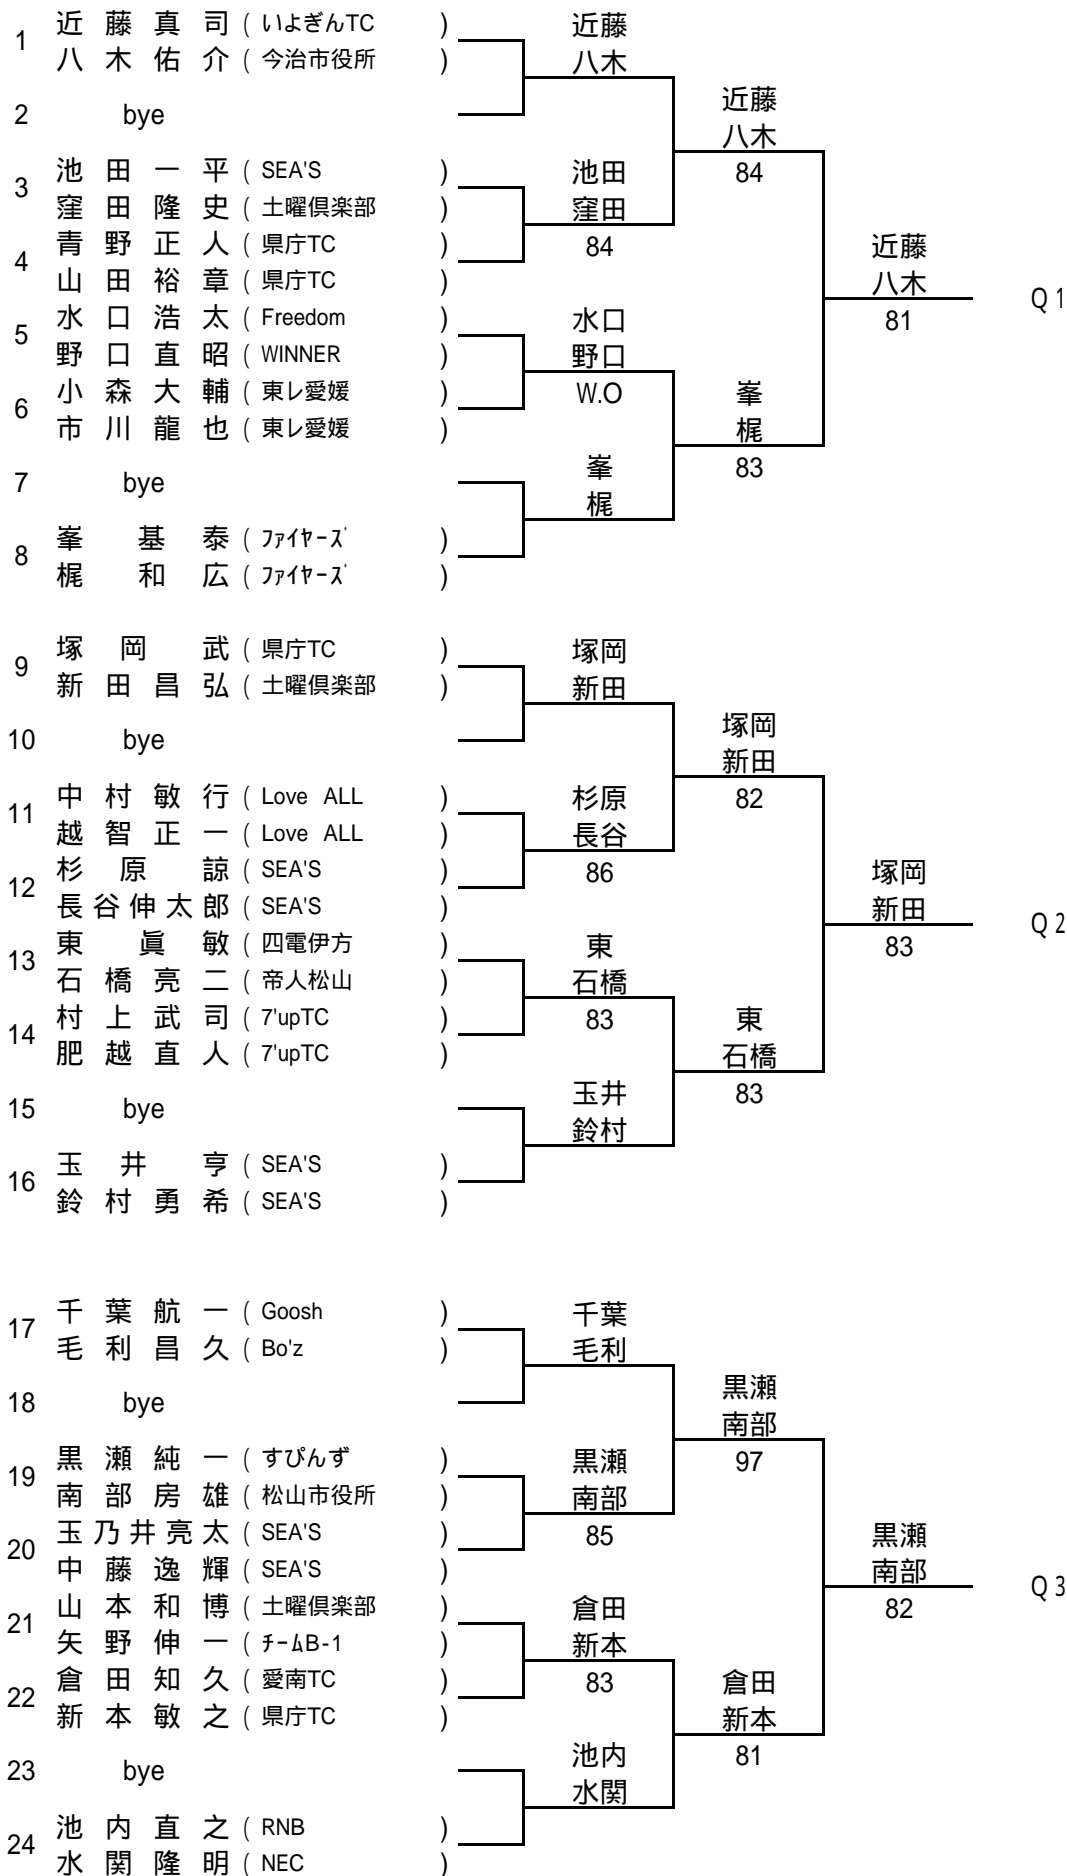 1 近藤真司 ( いよぎんTC ) 近藤
八木佑介 ( 今治市役所 ) 八木
近藤
2 bye
八木
池田一平 ( SEA'S ) 池田 84
3
窪田隆史 ( 土曜倶楽部 ) 窪田
青野正人 ( 県庁TC ) 84 近藤
4
山田裕章 ( 県庁TC ) 八木
Q1
水口浩太 ( Freedom ) 水口 81
5
野口直昭 ( WINNER ) 野口
小森大輔 ( 東レ愛媛 ) W.O 峯
6
市川龍也 ( 東レ愛媛 ) 梶
峯 83
7 bye
梶
峯基泰 ( ファイヤーズ )
8
梶和広 ( ファイヤーズ )
塚岡武 ( 県庁TC ) 塚岡
9
新田昌弘 ( 土曜倶楽部 ) 新田
塚岡
10 bye
新田
中村敏行 ( Love ALL ) 杉原 82
11
越智正一 ( Love ALL ) 長谷
杉原諒 ( SEA'S ) 86 塚岡
12
長谷伸太郎 ( SEA'S ) 新田
Q2
東眞敏 ( 四電伊方 ) 東 83
13
石橋亮二 ( 帝人松山 ) 石橋
村上武司 ( 7'upTC ) 83 東
14
肥越直人 ( 7'upTC ) 石橋
玉井 83
15 bye
鈴村
玉井亨 ( SEA'S )
16
鈴村勇希 ( SEA'S )
千葉航一 ( Goosh ) 千葉
17
毛利昌久 ( Bo'z ) 毛利
黒瀬
18 bye
南部
黒瀬純一 ( すぴんず ) 黒瀬 97
19
南部房雄 ( 松山市役所 ) 南部
玉乃井亮太 ( SEA'S ) 85 黒瀬
20
中藤逸輝 ( SEA'S ) 南部
Q3
山本和博 ( 土曜倶楽部 ) 倉田 82
21
矢野伸一 ( チームB-1 ) 新本
倉田知久 ( 愛南TC ) 83 倉田
22
新本敏之 ( 県庁TC ) 新本
池内 81
23 bye
水関
池内直之 ( RNB )
24
水関隆明 ( NEC )